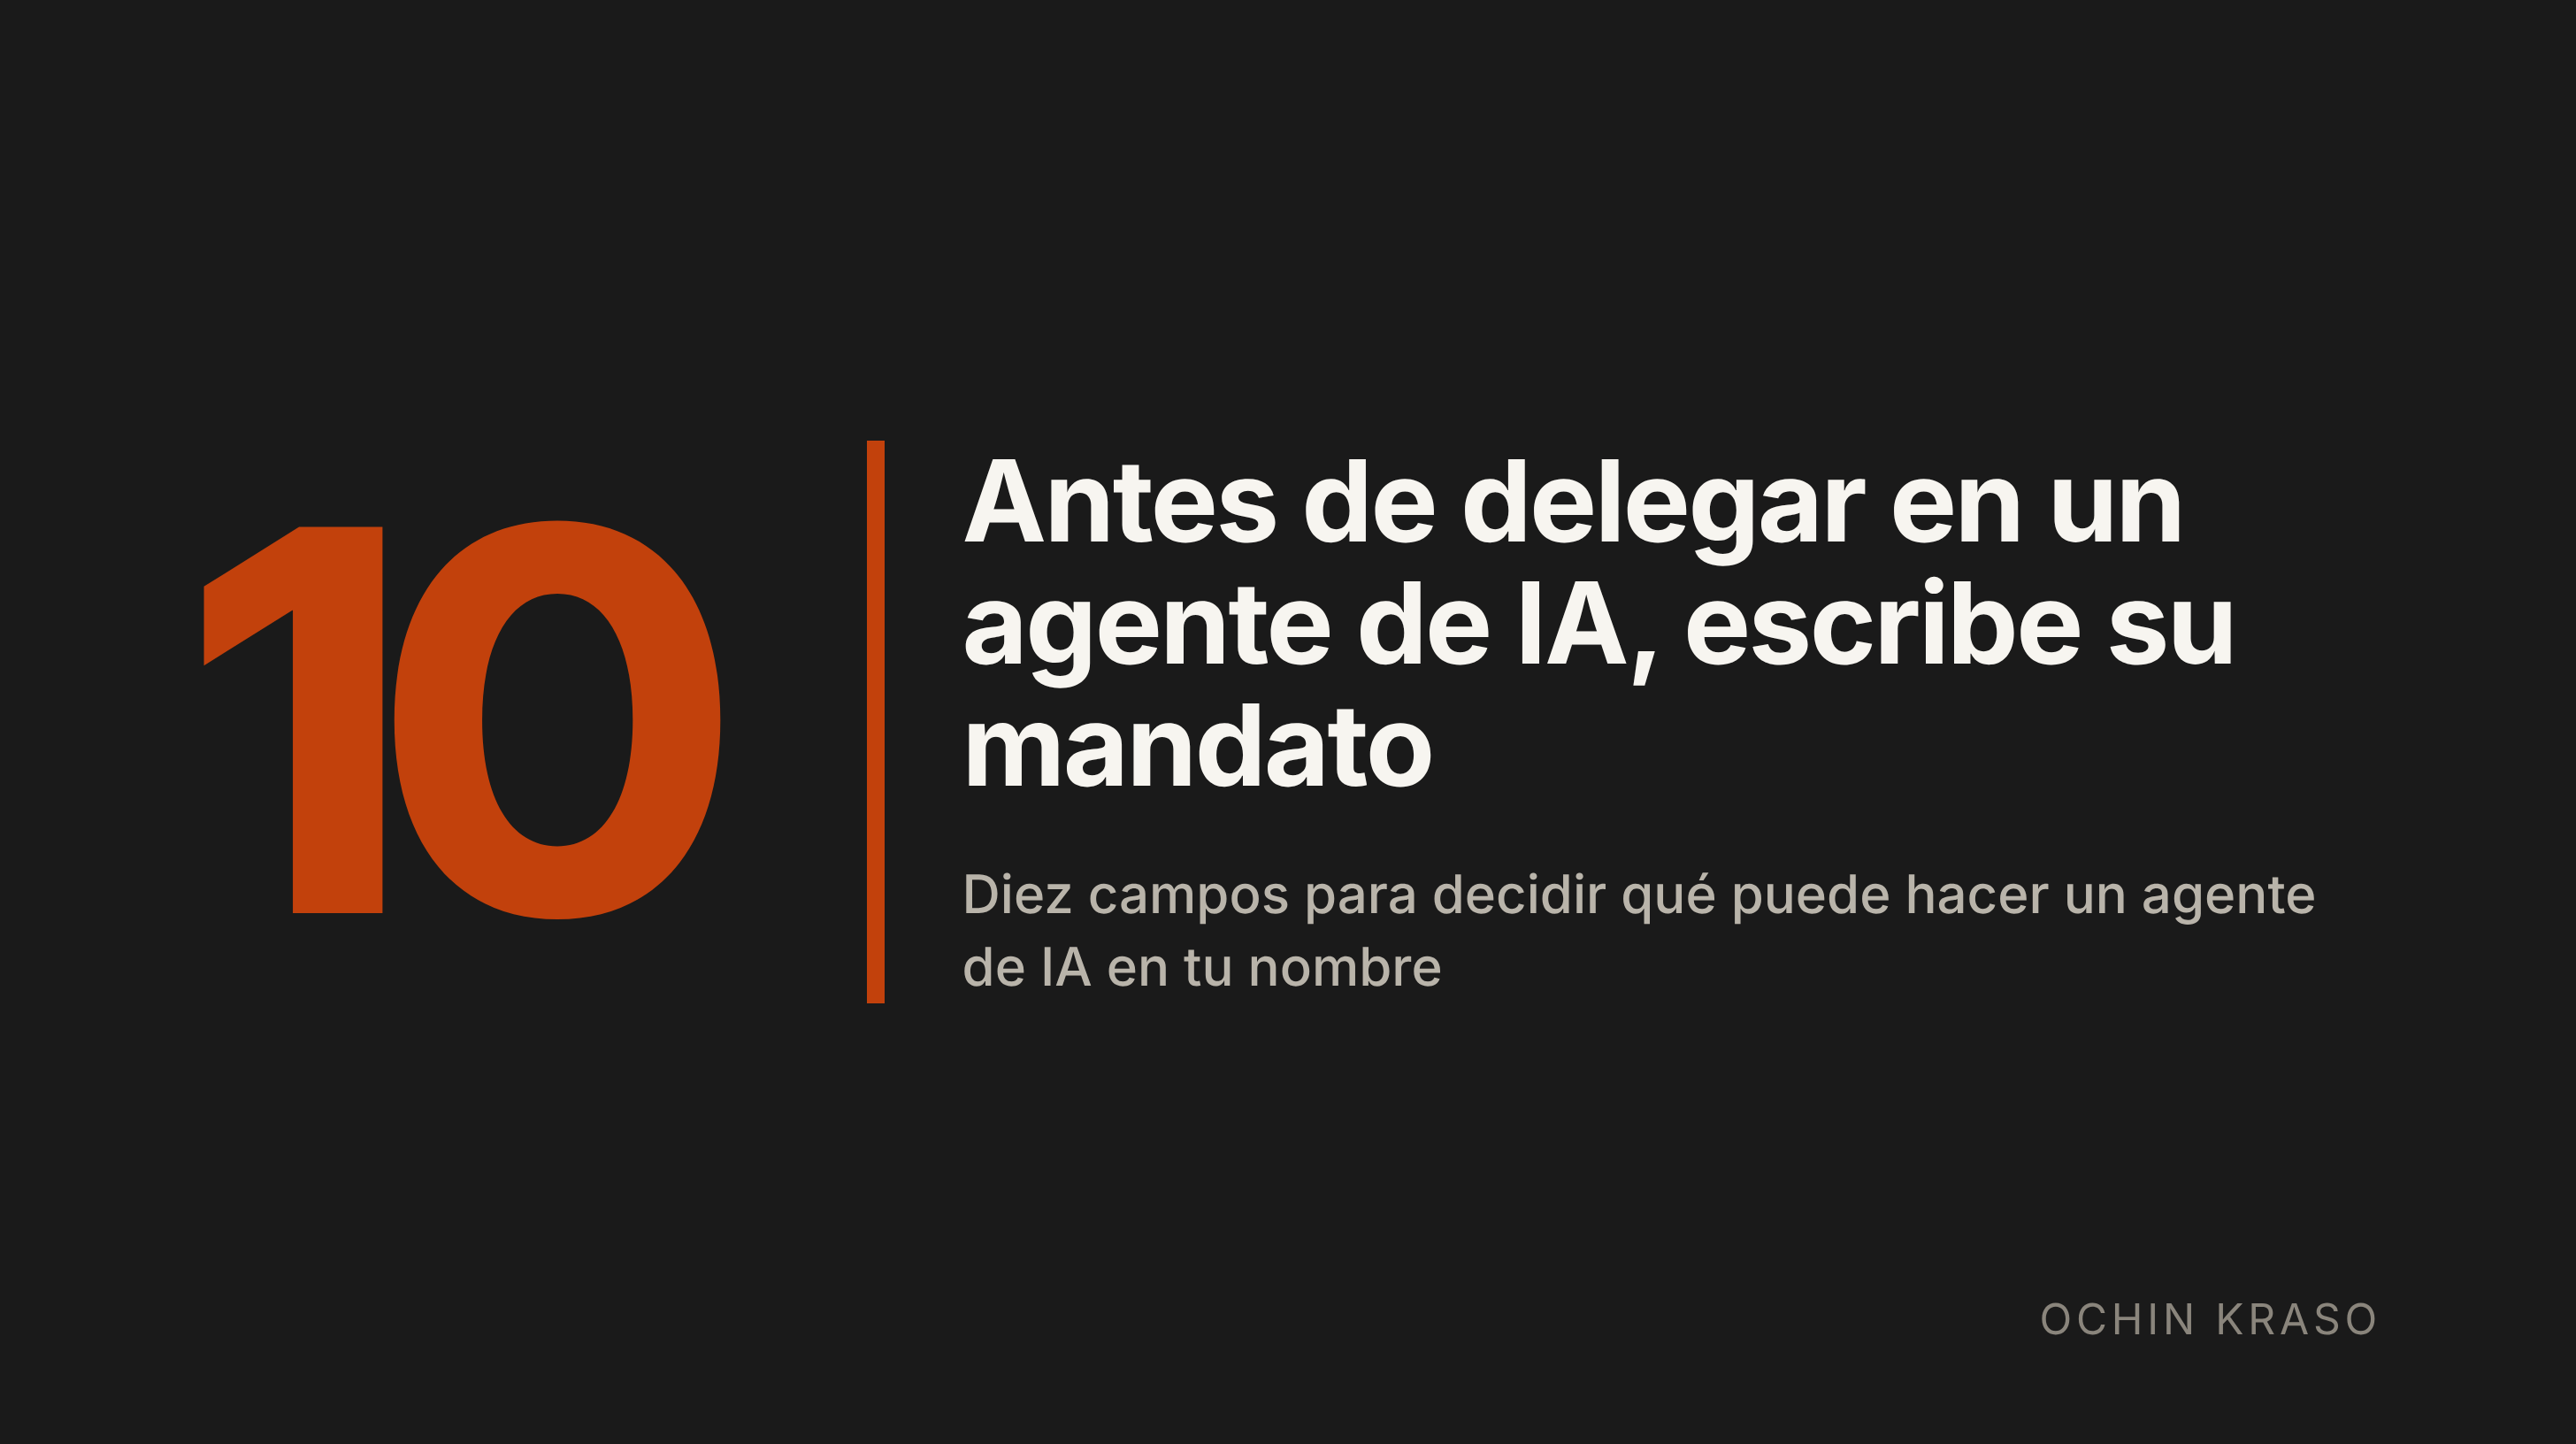 10
Antes de delegar en un
agente de IA, escribe su
mandato
Diez campos para decidir qué puede hacer un agente
de IA en tu nombre
OCHIN KRASO